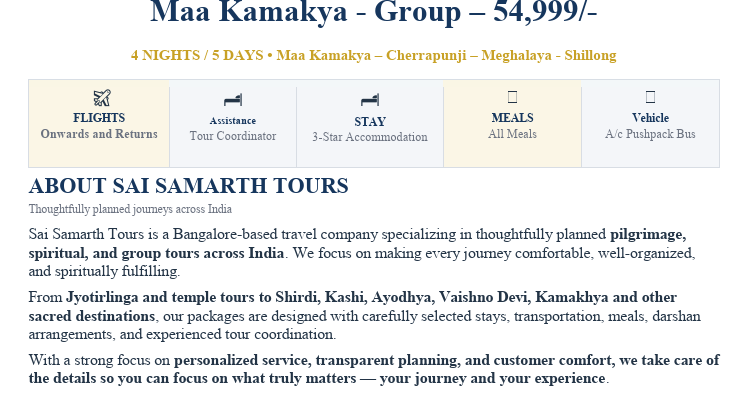 Maa Kamakya - Group – 54,999/-
4 NIGHTS / 5 DAYS • Maa Kamakya – Cherrapunji – Meghalaya - Shillong
FLIGHTS
Onwards and Returns
Assistance
Tour Coordinator
STAY
3-Star Accommodation
MEALS
All Meals
Vehicle
A/c Pushpack Bus
ABOUT SAI SAMARTH TOURS
Thoughtfully planned journeys across India
Sai Samarth Tours is a Bangalore-based travel company specializing in thoughtfully planned pilgrimage,
spiritual, and group tours across India. We focus on making every journey comfortable, well-organized,
and spiritually fulfilling.
From Jyotirlinga and temple tours to Shirdi, Kashi, Ayodhya, Vaishno Devi, Kamakhya and other
sacred destinations, our packages are designed with carefully selected stays, transportation, meals, darshan
arrangements, and experienced tour coordination.
With a strong focus on personalized service, transparent planning, and customer comfort, we take care of
the details so you can focus on what truly matters — your journey and your experience.